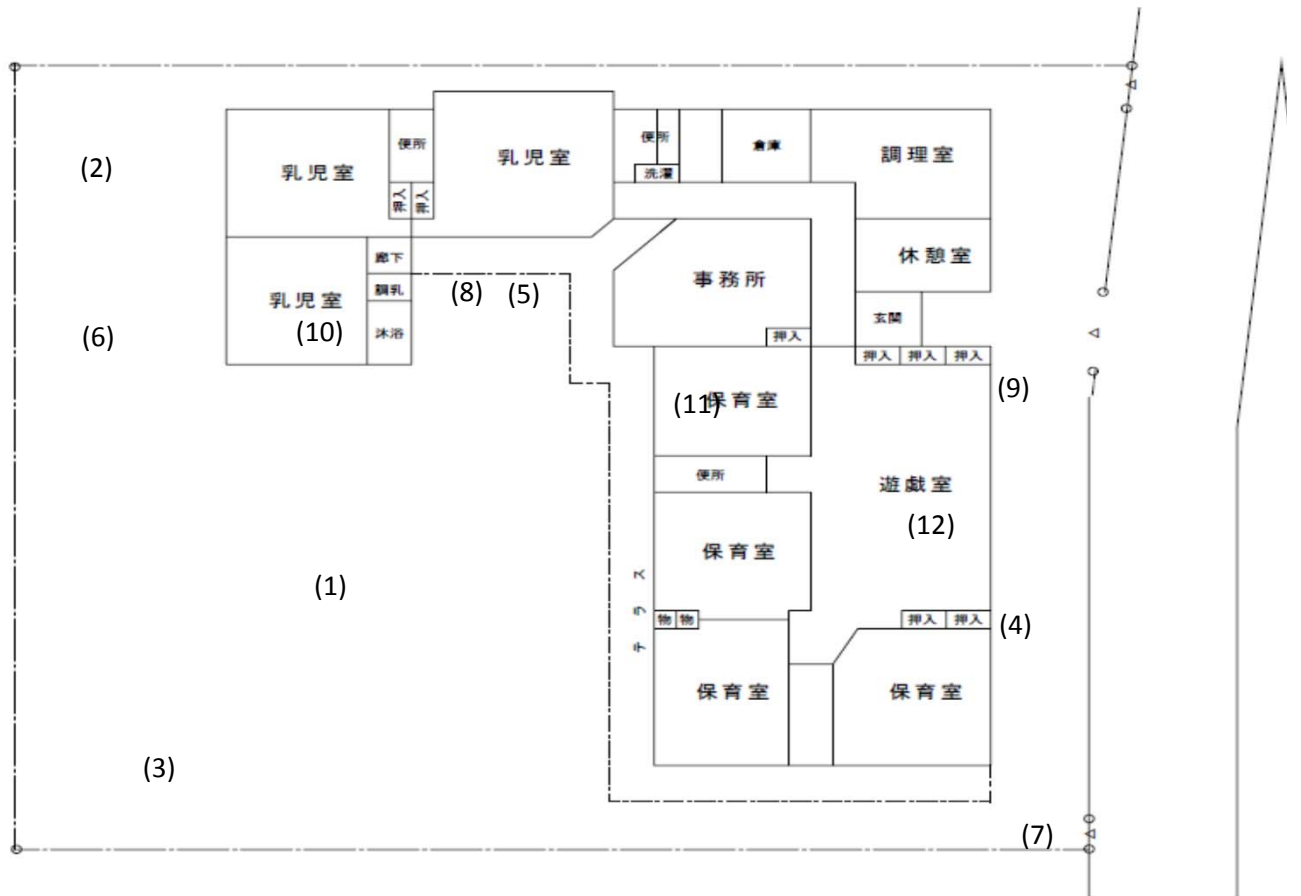 便所
乳児室
便所
倉庫
調理室
(2)
乳児室
洗濯
押入
押入
廊下
休憩室
事務所
調乳
(8)
(5)
乳児室
(10)
沐浴
(6)
玄関
押入
押入
押入
押入
(9)
(11)
保育室
便所
遊戯室
(12)
保育室
(1)
テラス
物
物
押入
押入
(4)
保育室
保育室
(3)
(7)